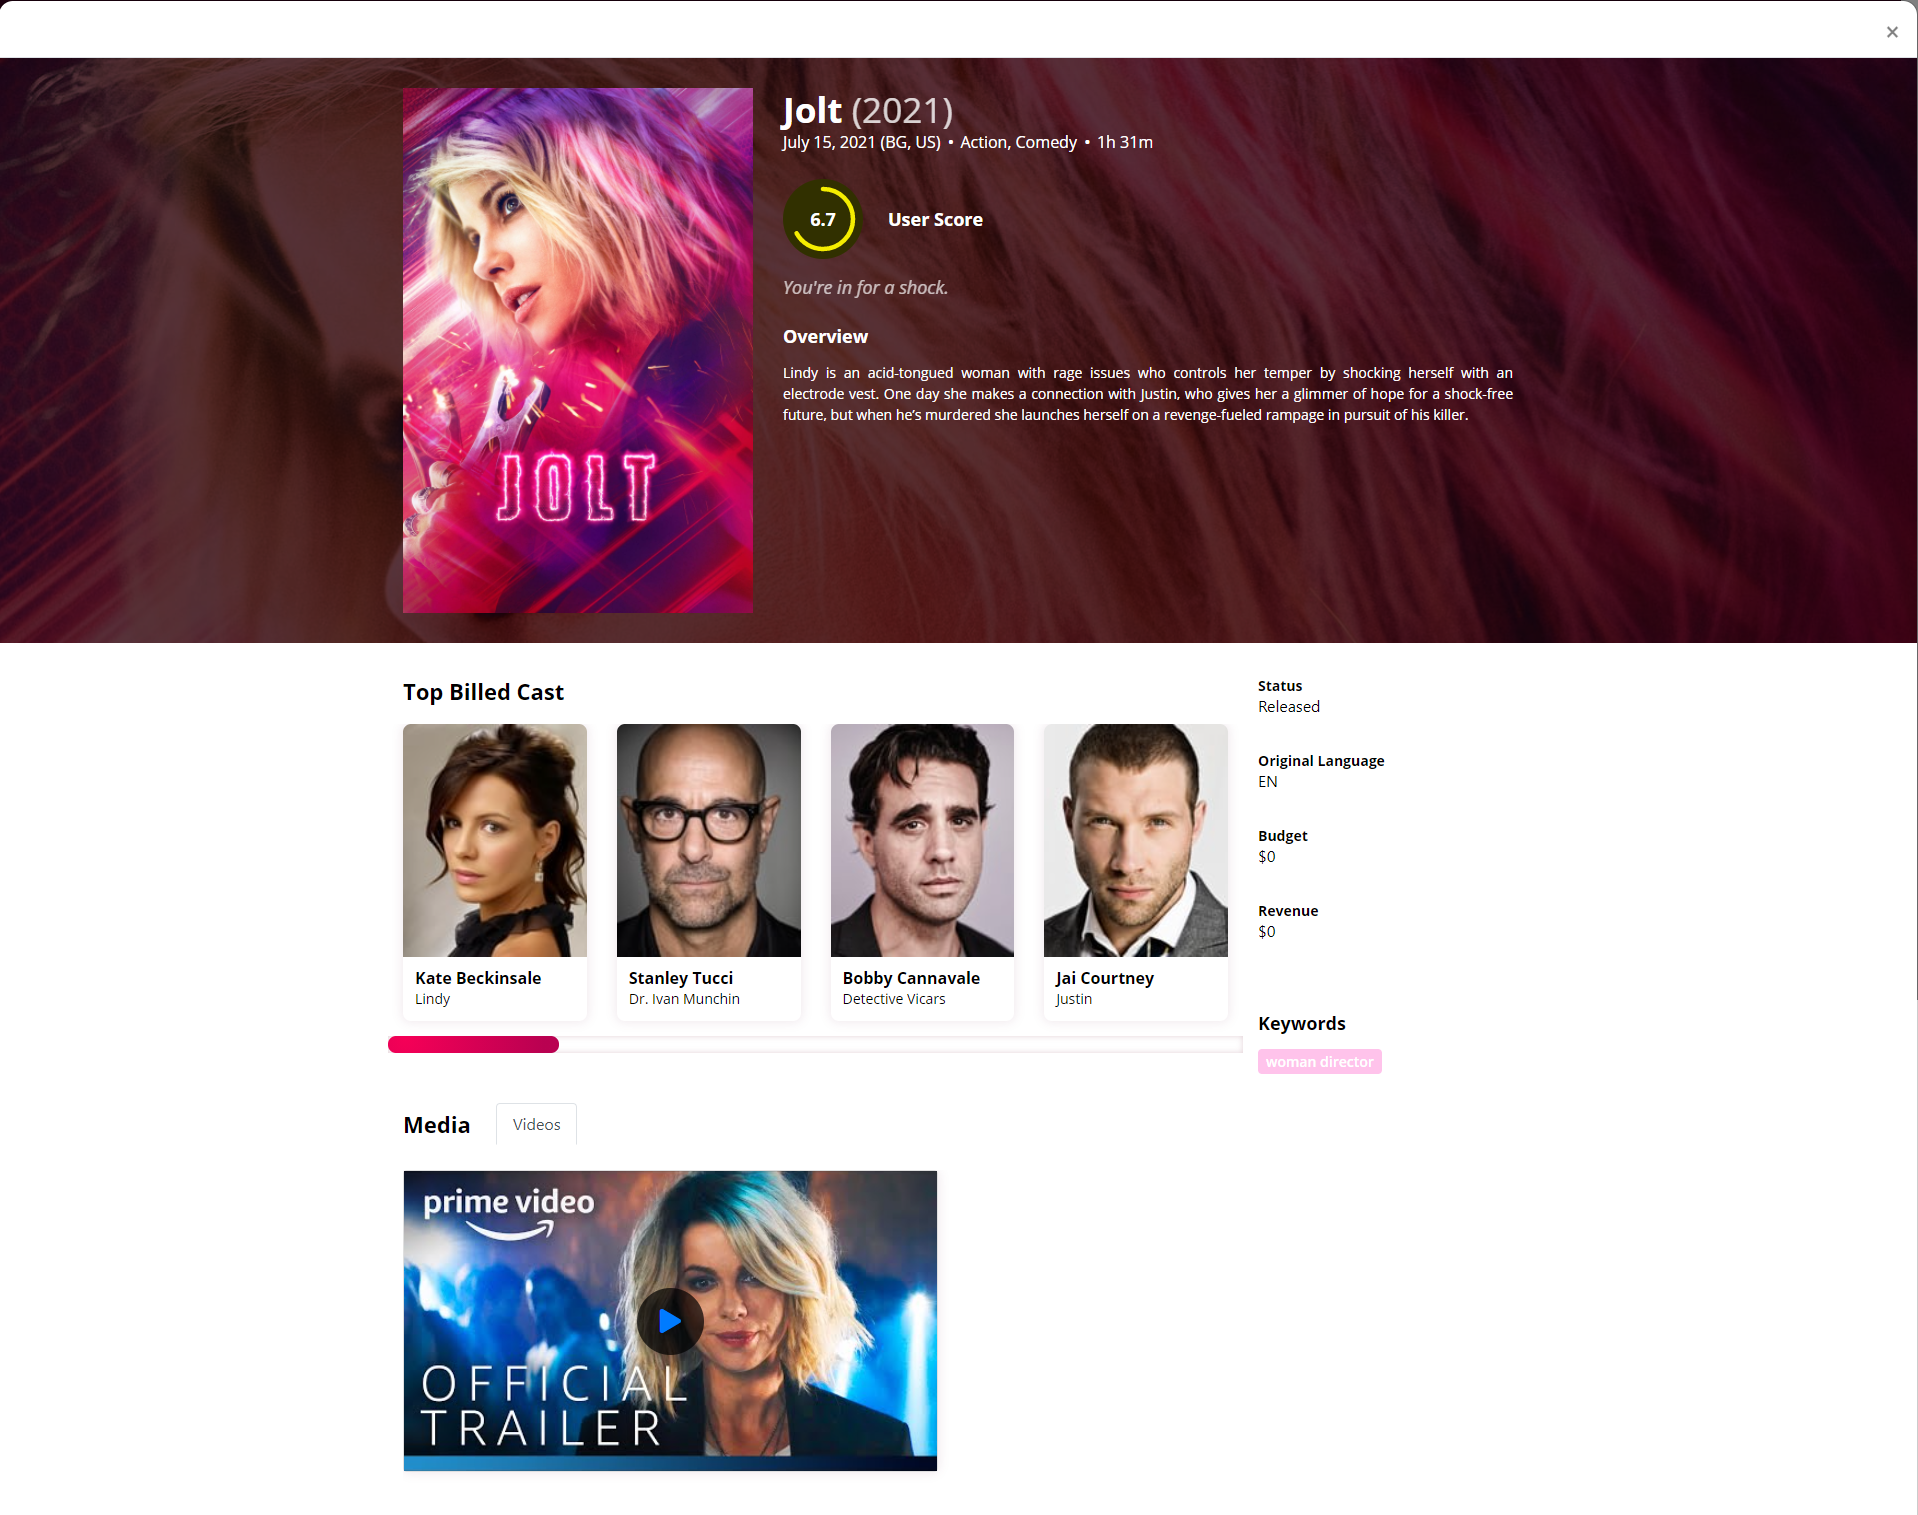 ×
Jolt (2021)
July 15, 2021 (BG, US) • Action, Comedy • 1h 31m
6.7
User Score
You're in for a shock.
Overview
Lindy is an acid-tongued woman with rage issues who controls her temper by shocking herself with an
electrode vest. One day she makes a connection with Justin, who gives her a glimmer of hope for a shock-free
future, but when he’s murdered she launches herself on a revenge-fueled rampage in pursuit of his killer.
JOLT
Top Billed Cast
Kate Beckinsale
Lindy
Stanley Tucci
Dr. Ivan Munchin
Bobby Cannavale
Detective Vicars
Jai Courtney
Justin
Status
Released
Original Language
EN
Budget
$0
Revenue
$0
Keywords
woman director
Media
Videos
prime video
OFFICIAL
TRAILER